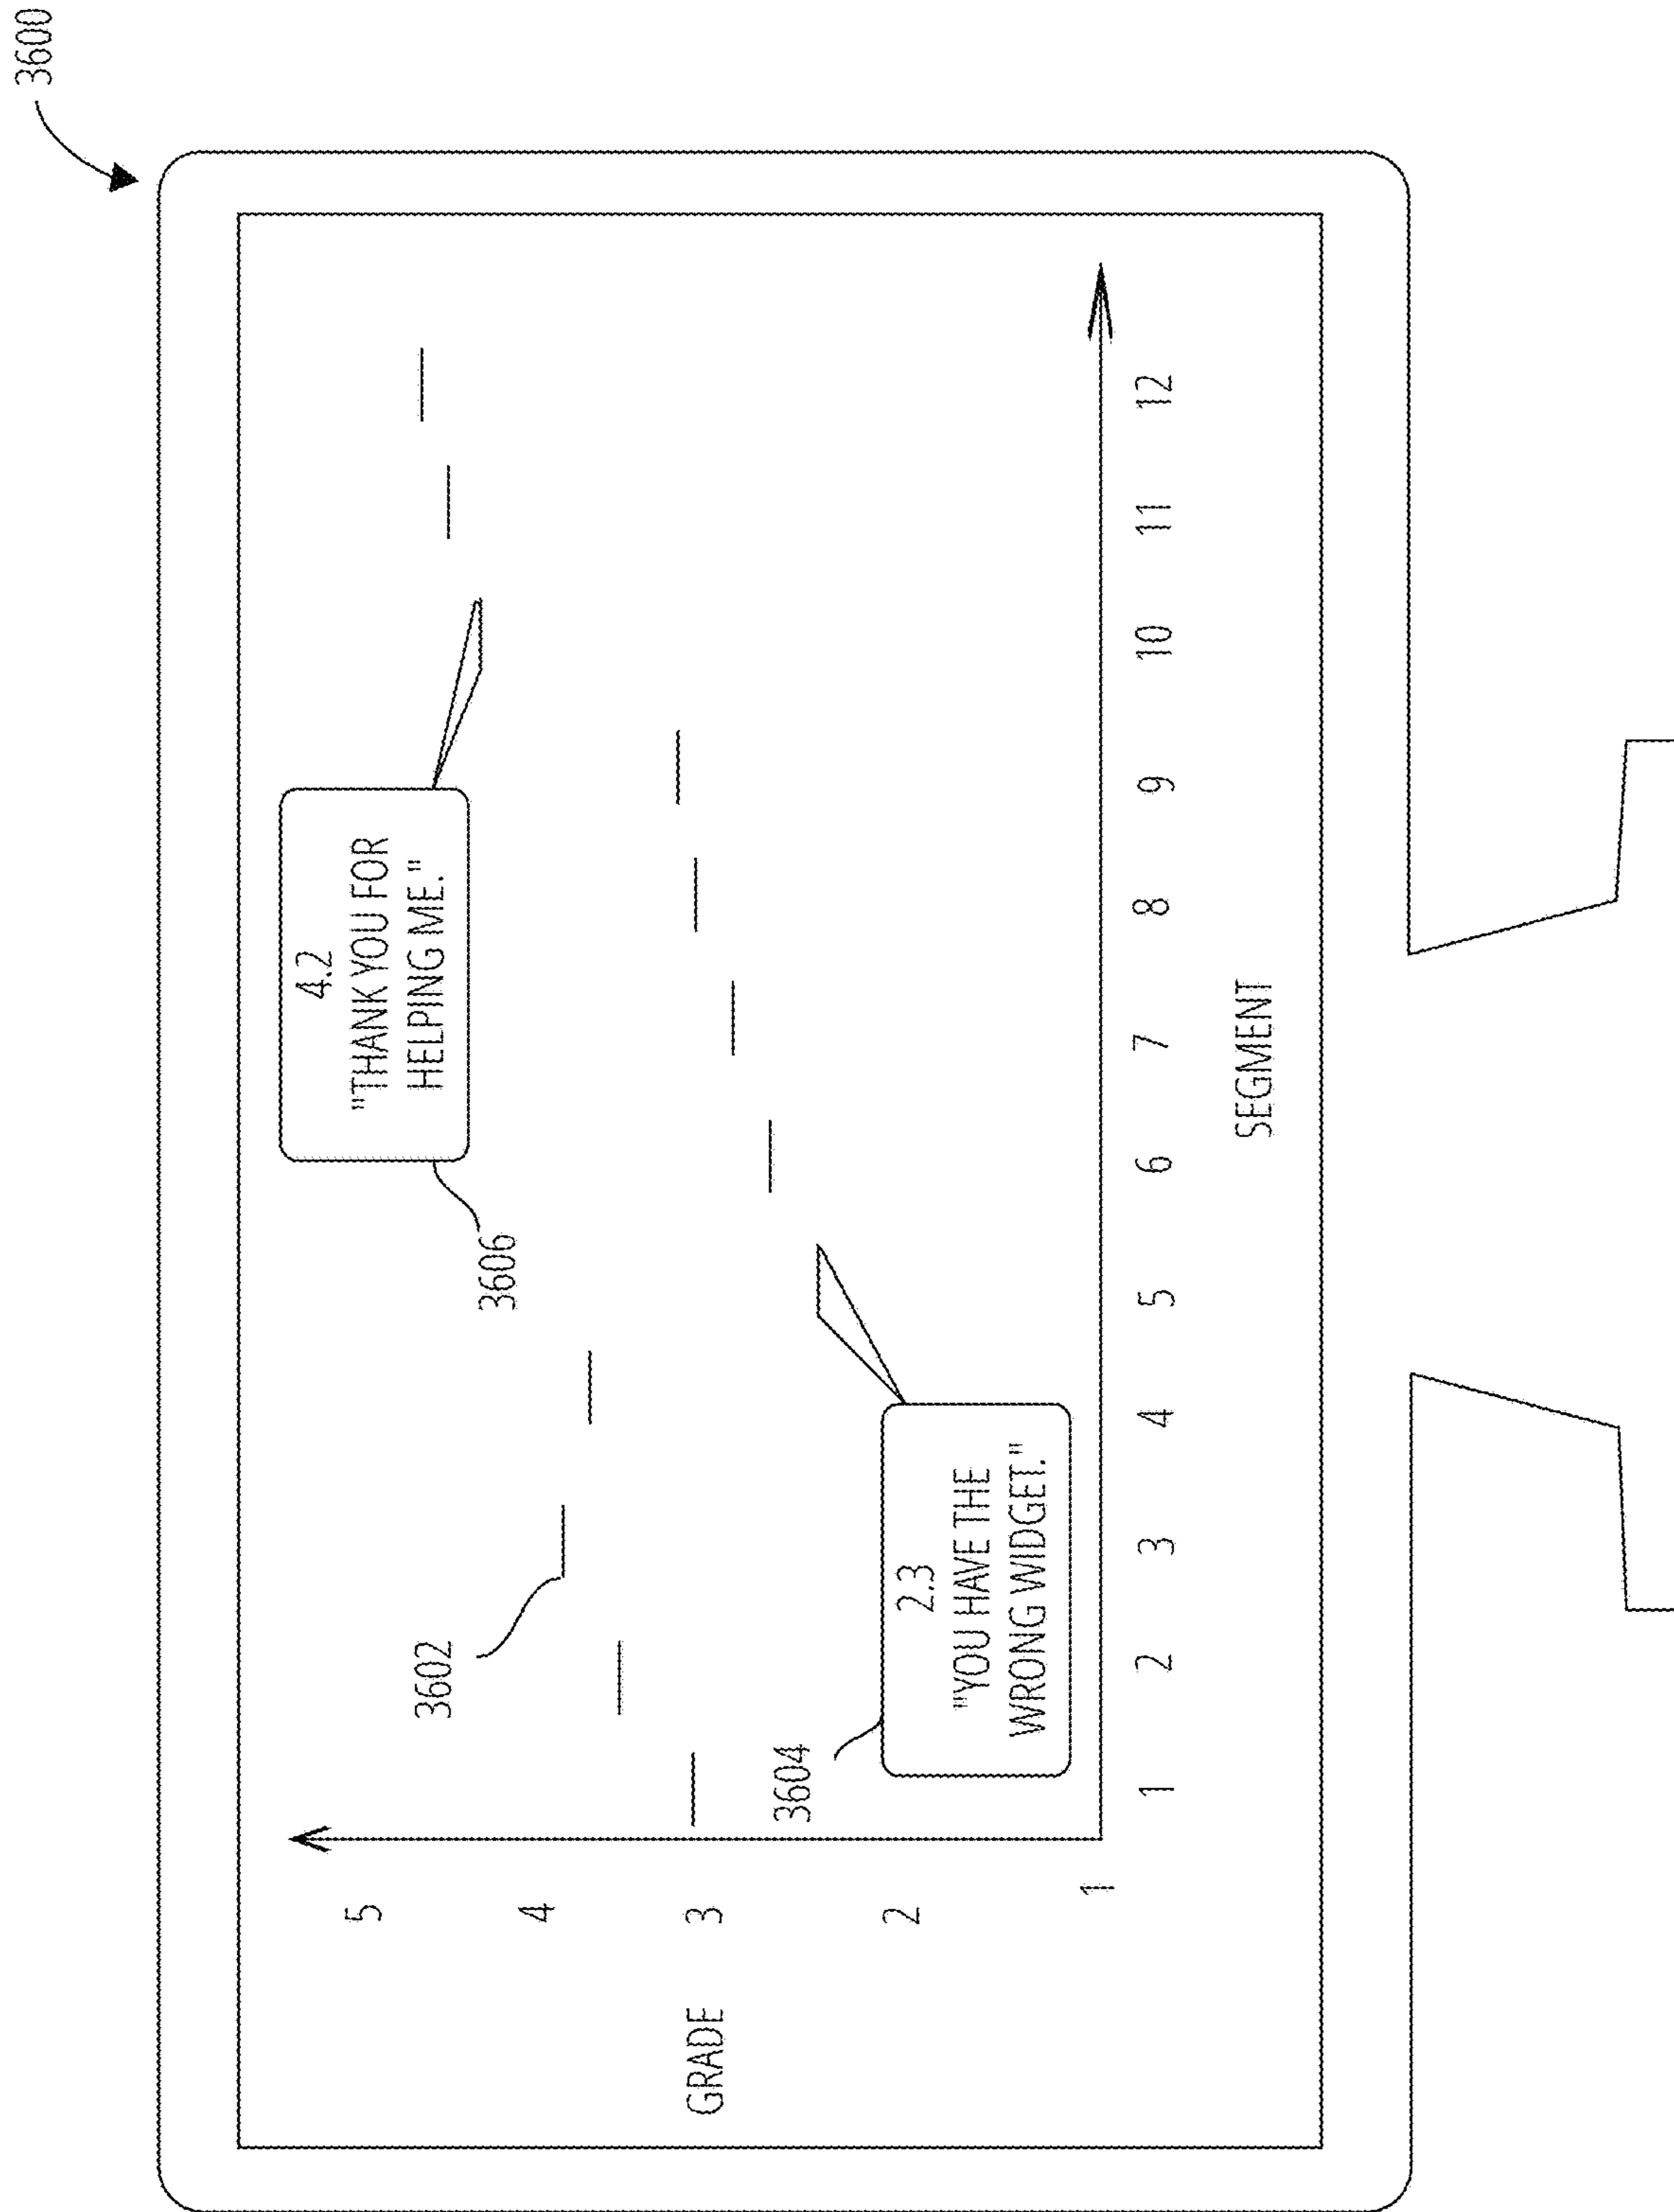 3600
4.2
"THANK YOU FOR
HELPING ME."
3606
3602
3604
2.3
"YOU HAVE THE
WRONG WIDGET."
GRADE
5
4
3
2
1
1 2 3 4 5 6 7 8 9 10 11 12
SEGMENT